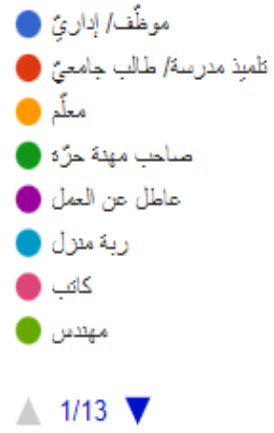 موظّف/ إداريّ
تلميذ مدرسة/ طالب جامعيّ
معلّم
صاحب مهنة حرّة
عاطل عن العمل
ربة منزل
كاتب
مهندس
1/13